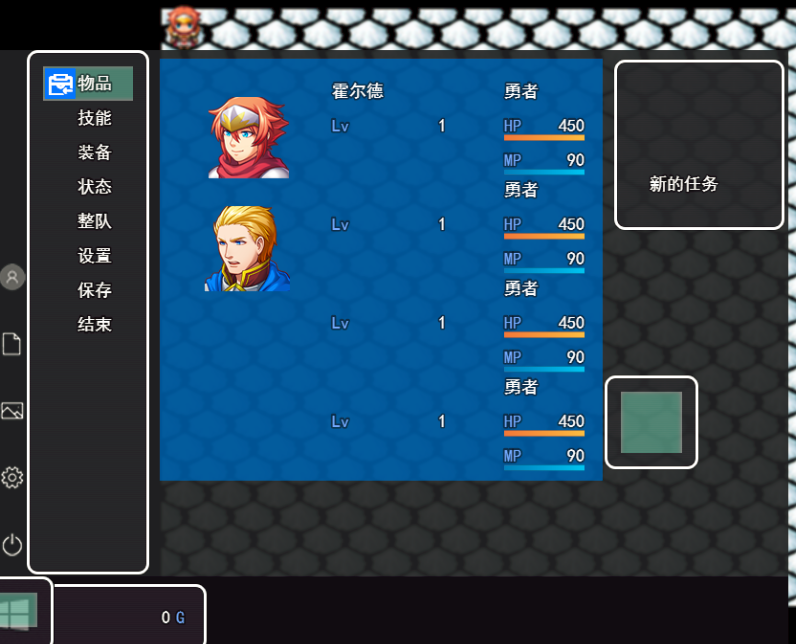 物品
技能
装备
状态
整队
设置
保存
结束
霍尔德 勇者
Lv 1 HP 450
MP 90
勇者
Lv 1 HP 450
MP 90
勇者
Lv 1 HP 450
MP 90
勇者
Lv 1 HP 450
MP 90
新的任务
0 G